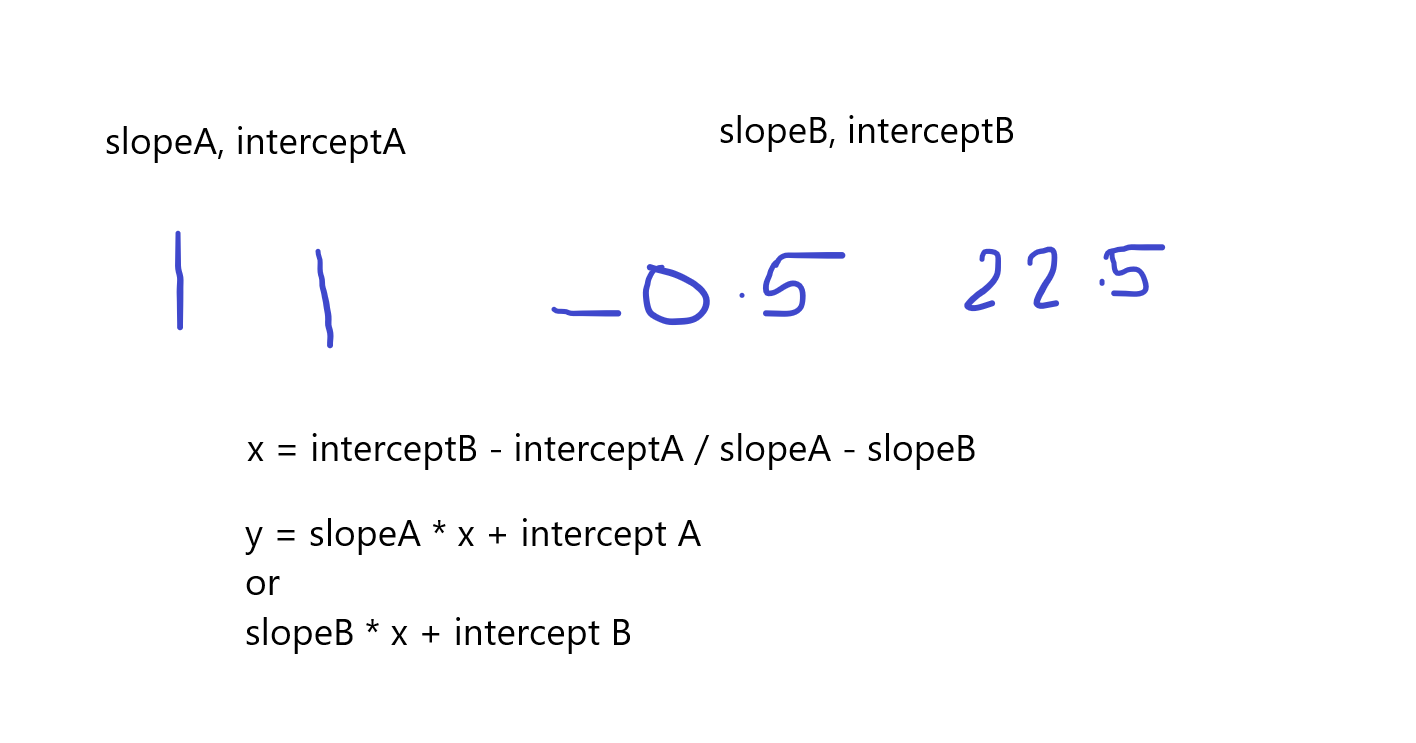 slopeA, interceptA slopeB, interceptB
1 1 -0.5 22.5
x = interceptB - interceptA / slopeA - slopeB
y = slopeA * x + intercept A
or
slopeB * x + intercept B